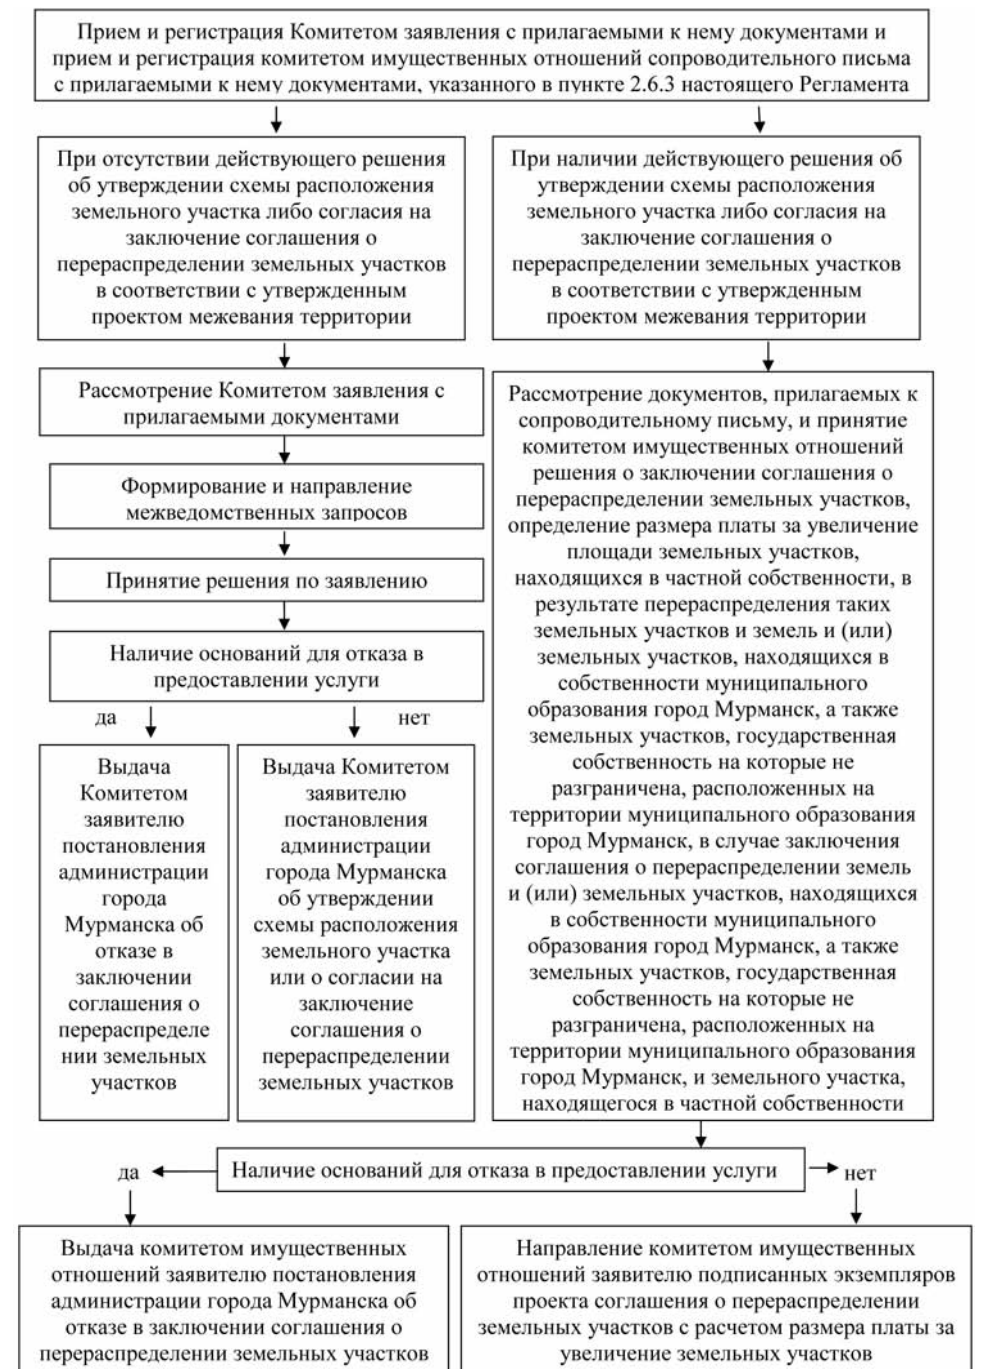 Прием и регистрация Комитетом заявления с прилагаемыми к нему документами и
прием и регистрация комитетом имущественных отношений сопроводительного письма
с прилагаемыми к нему документами, указанного в пункте 2.6.3 настоящего Регламента
При отсутствии действующего решения
об утверждении схемы расположения
земельного участка либо согласия на
заключение соглашения о
перераспределении земельных участков
в соответствии с утвержденным
проектом межевания территории
При наличии действующего решения об
утверждении схемы расположения
земельного участка либо согласия на
заключение соглашения о
перераспределении земельных участков
в соответствии с утвержденным
проектом межевания территории
Рассмотрение Комитетом заявления с
прилагаемыми документами
Формирование и направление
межведомственных запросов
Принятие решения по заявлению
Наличие оснований для отказа в
предоставлении услуги
да
нет
Выдача
Комитетом
заявителю
постановления
администрации
города
Мурманска об
отказе в
заключении
соглашения о
перераспределе
нии земельных
участков
Выдача Комитетом
заявителю
постановления
администрации
города Мурманска
об утверждении
схемы расположения
земельного участка
или о согласии на
заключение
соглашения о
перераспределении
земельных участков
Рассмотрение документов, прилагаемых к
сопроводительному письму, и принятие
комитетом имущественных отношений
решения о заключении соглашения о
перераспределении земельных участков,
определение размера платы за увеличение
площади земельных участков,
находящихся в частной собственности, в
результате перераспределения таких
земельных участков и земель и (или)
земельных участков, находящихся в
собственности муниципального
образования город Мурманск, а также
земельных участков, государственная
собственность на которые не
разграничена, расположенных на
территории муниципального образования
город Мурманск, в случае заключения
соглашения о перераспределении земель
и (или) земельных участков, находящихся
в собственности муниципального
образования город Мурманск, а также
земельных участков, государственная
собственность на которые не
разграничена, расположенных на
территории муниципального образования
город Мурманск, и земельного участка,
находящегося в частной собственности
да
Наличие оснований для отказа в предоставлении услуги
нет
Выдача комитетом имущественных
отношений заявителю постановления
администрации города Мурманска об
отказе в заключении соглашения о
перераспределении земельных участков
Направление комитетом имущественных
отношений заявителю подписанных экземпляров
проекта соглашения о перераспределении
земельных участков с расчетом размера платы за
увеличение земельных участков